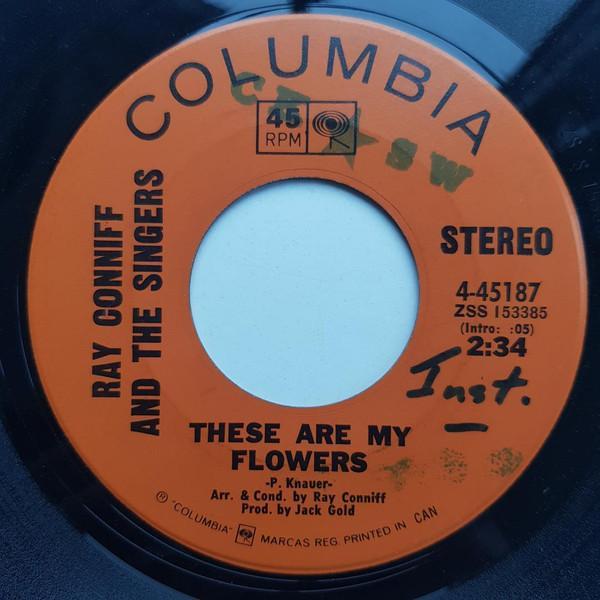 COLUMBIA
45
RPM
RAY CONNIFF
AND THE SINGERS
STEREO
4-45187
ZSS 153385
(Intro: :05)
2:34
Inst.
THESE ARE MY
FLOWERS
-P. Knauer-
Arr. & Cond. by Ray Conniff
Prod. by Jack Gold
℗ "COLUMBIA" MARCAS REG. PRINTED IN CAN